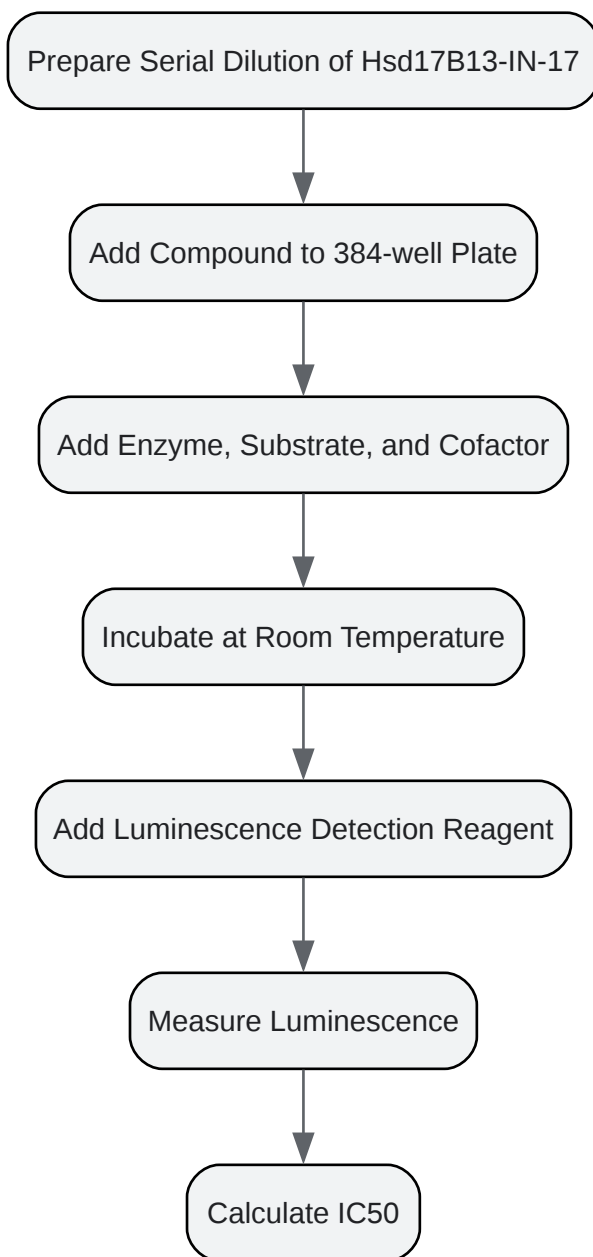 Prepare Serial Dilution of Hsd17B13-IN-17
Add Compound to 384-well Plate
Add Enzyme, Substrate, and Cofactor
Incubate at Room Temperature
Add Luminescence Detection Reagent
Measure Luminescence
Calculate IC50